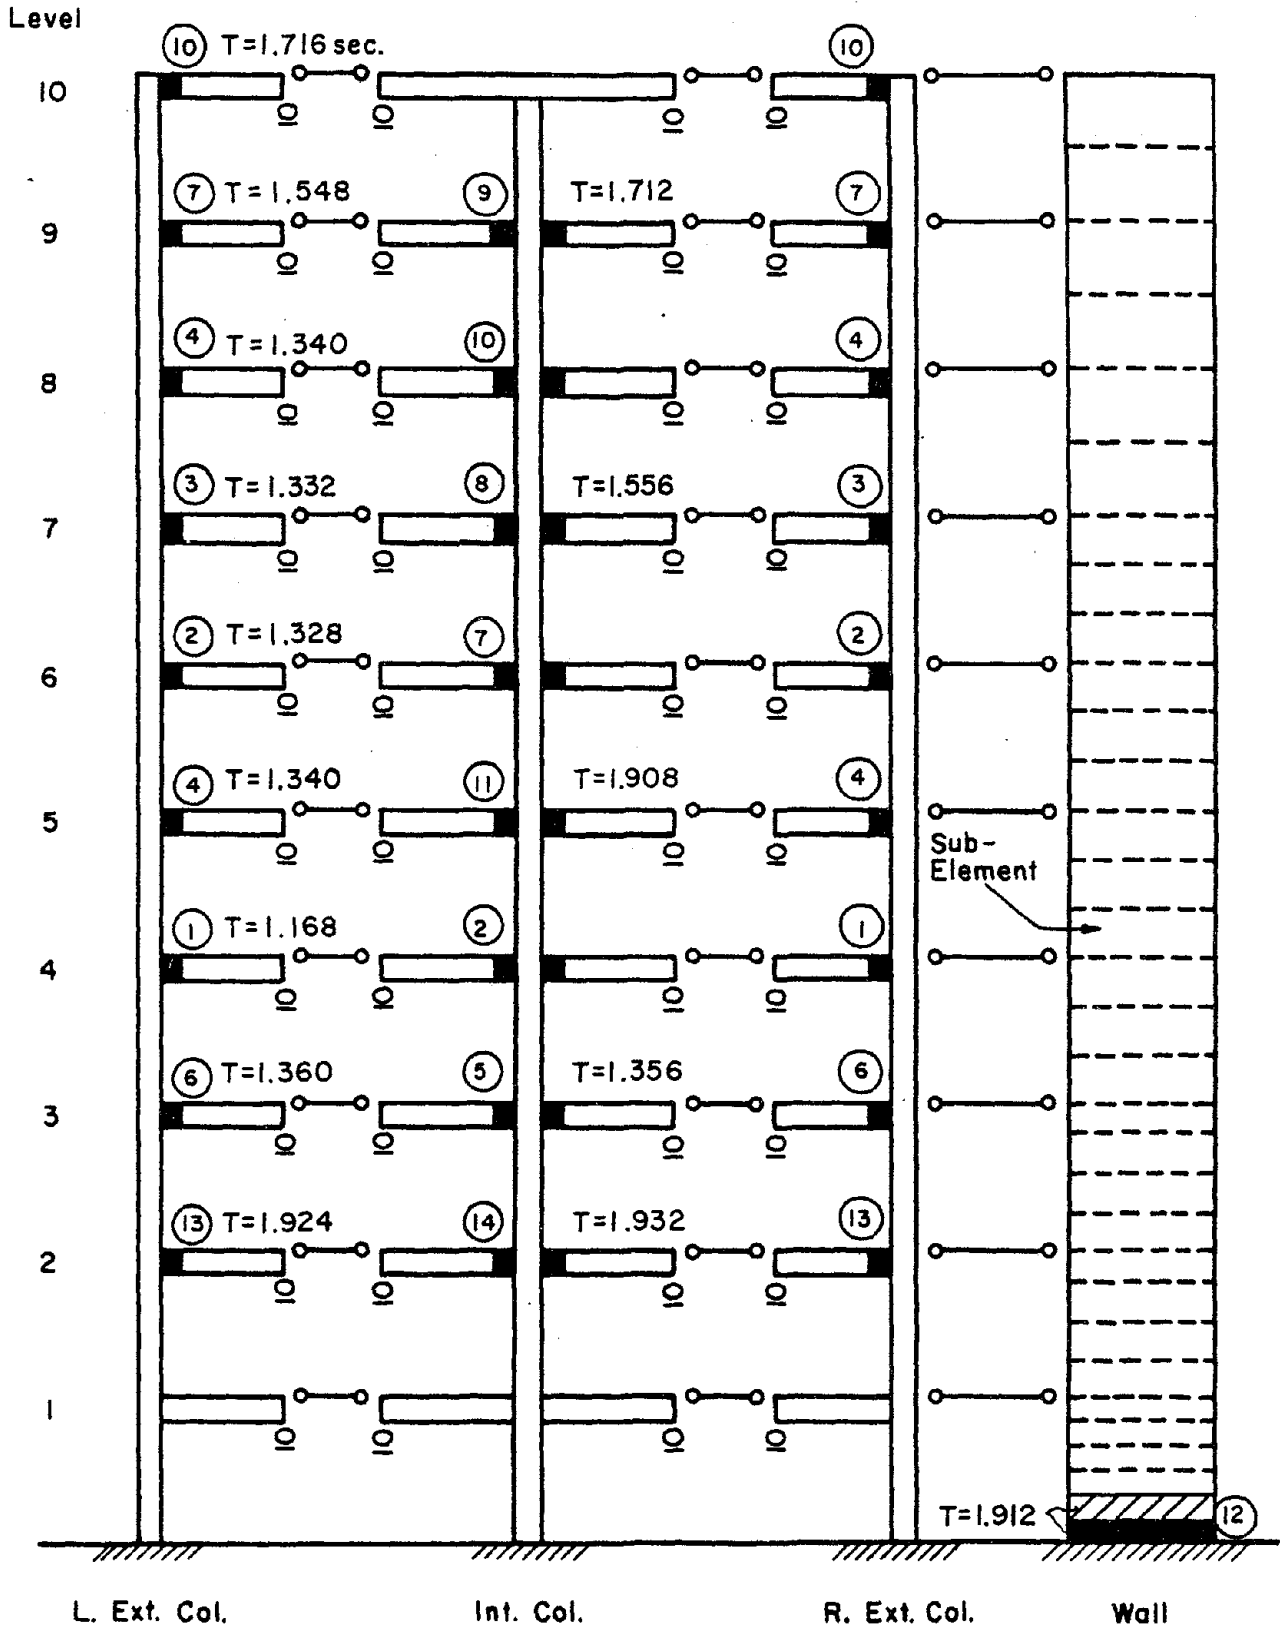 Level
10 T=1.716 sec. 10
10
10 10 10 10
7 T=1.548 9 T=1.712 7
9
10 10 10 10
4 T=1.340 10 4
8
10 10 10 10
3 T=1.332 8 T=1.556 3
7
10 10 10 10
2 T=1.328 7 2
6
10 10 10 10
4 T=1.340 11 T=1.908 4
5
10 10 10 10
Sub-
Element
1 T=1.168 2 1
4
10 10 10 10
6 T=1.360 5 T=1.356 6
3
10 10 10 10
13 T=1.924 14 T=1.932 13
2
10 10 10 10
1
10 10 10 10
T=1.912 12
L. Ext. Col. Int. Col. R. Ext. Col. Wall